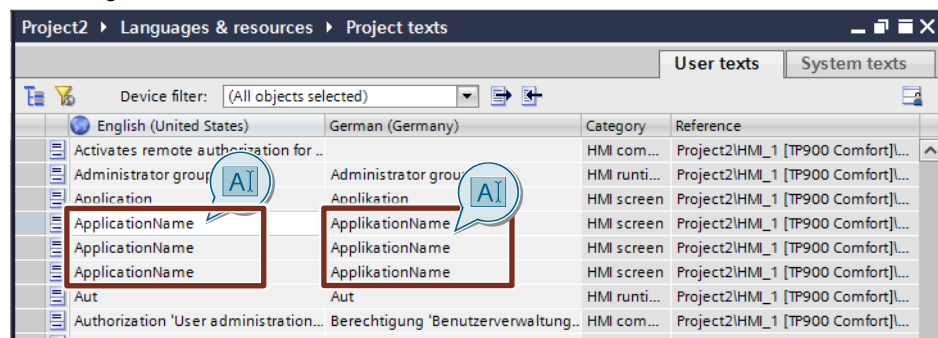 Project2 ▸ Languages & resources ▸ Project texts
User texts System texts
Device filter: (All objects selected)
English (United States) German (Germany) Category Reference
Activates remote authorization for .. HMI com... Project2\HMI_1 [TP900 Comfort]\...
Administrator group Administrator grou HMI runti... Project2\HMI_1 [TP900 Comfort]\...
Application Applikation HMI screen Project2\HMI_1 [TP900 Comfort]\...
ApplicationName ApplikationName HMI screen Project2\HMI_1 [TP900 Comfort]\...
ApplicationName ApplikationName HMI screen Project2\HMI_1 [TP900 Comfort]\...
ApplicationName ApplikationName HMI screen Project2\HMI_1 [TP900 Comfort]\...
Aut Aut HMI runti... Project2\HMI_1 [TP900 Comfort]\...
Authorization 'User administration... Berechtigung 'Benutzerverwaltung.. HMI com... Project2\HMI_1 [TP900 Comfort]\...